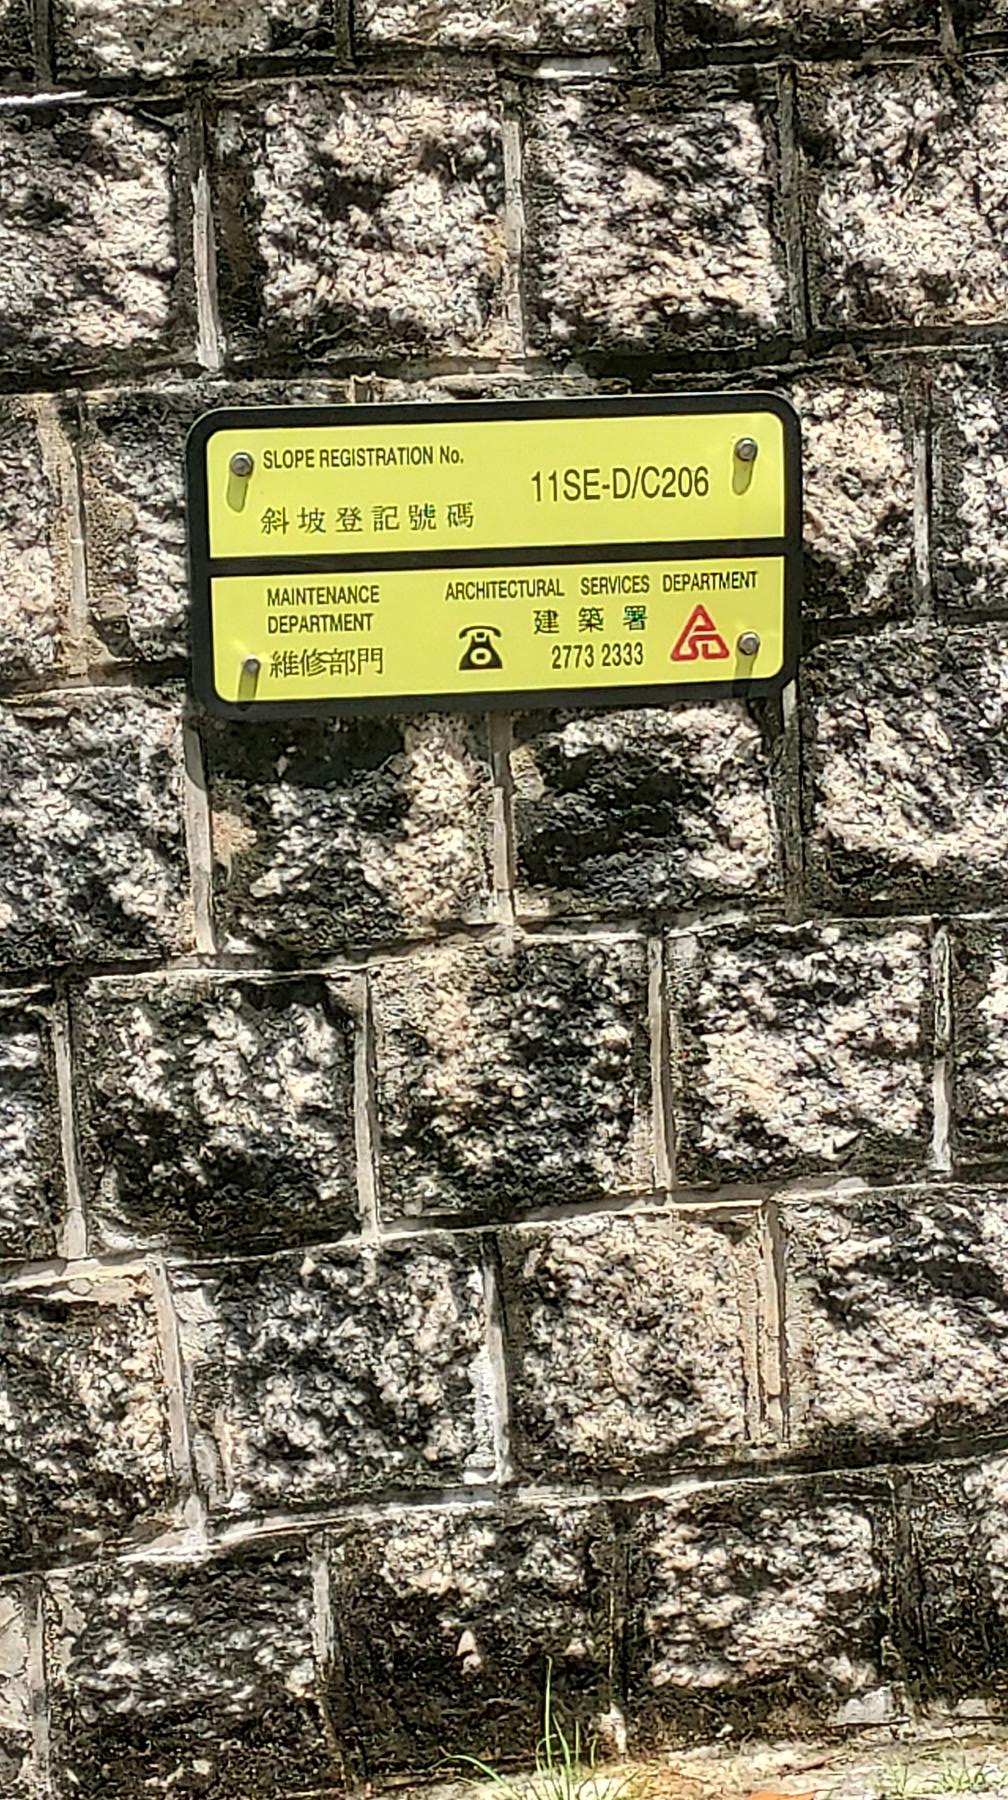 SLOPE REGISTRATION No.
斜坡登記號碼
11SE-D/C206
MAINTENANCE
DEPARTMENT
維修部門
ARCHITECTURAL SERVICES DEPARTMENT
建築署
2773 2333